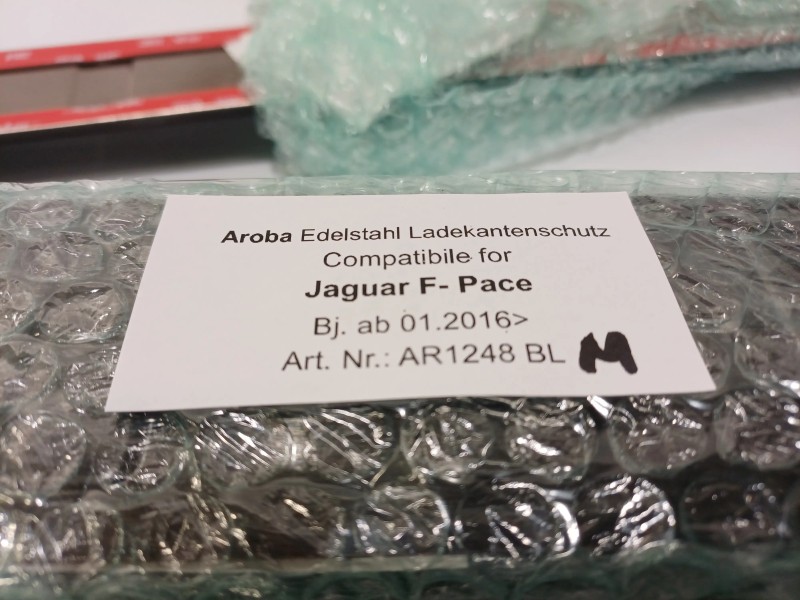 Aroba Edelstahl Ladekantenschutz
Compatibile for
Jaguar F- Pace
Bj. ab 01.2016>
Art. Nr.: AR1248 BL M